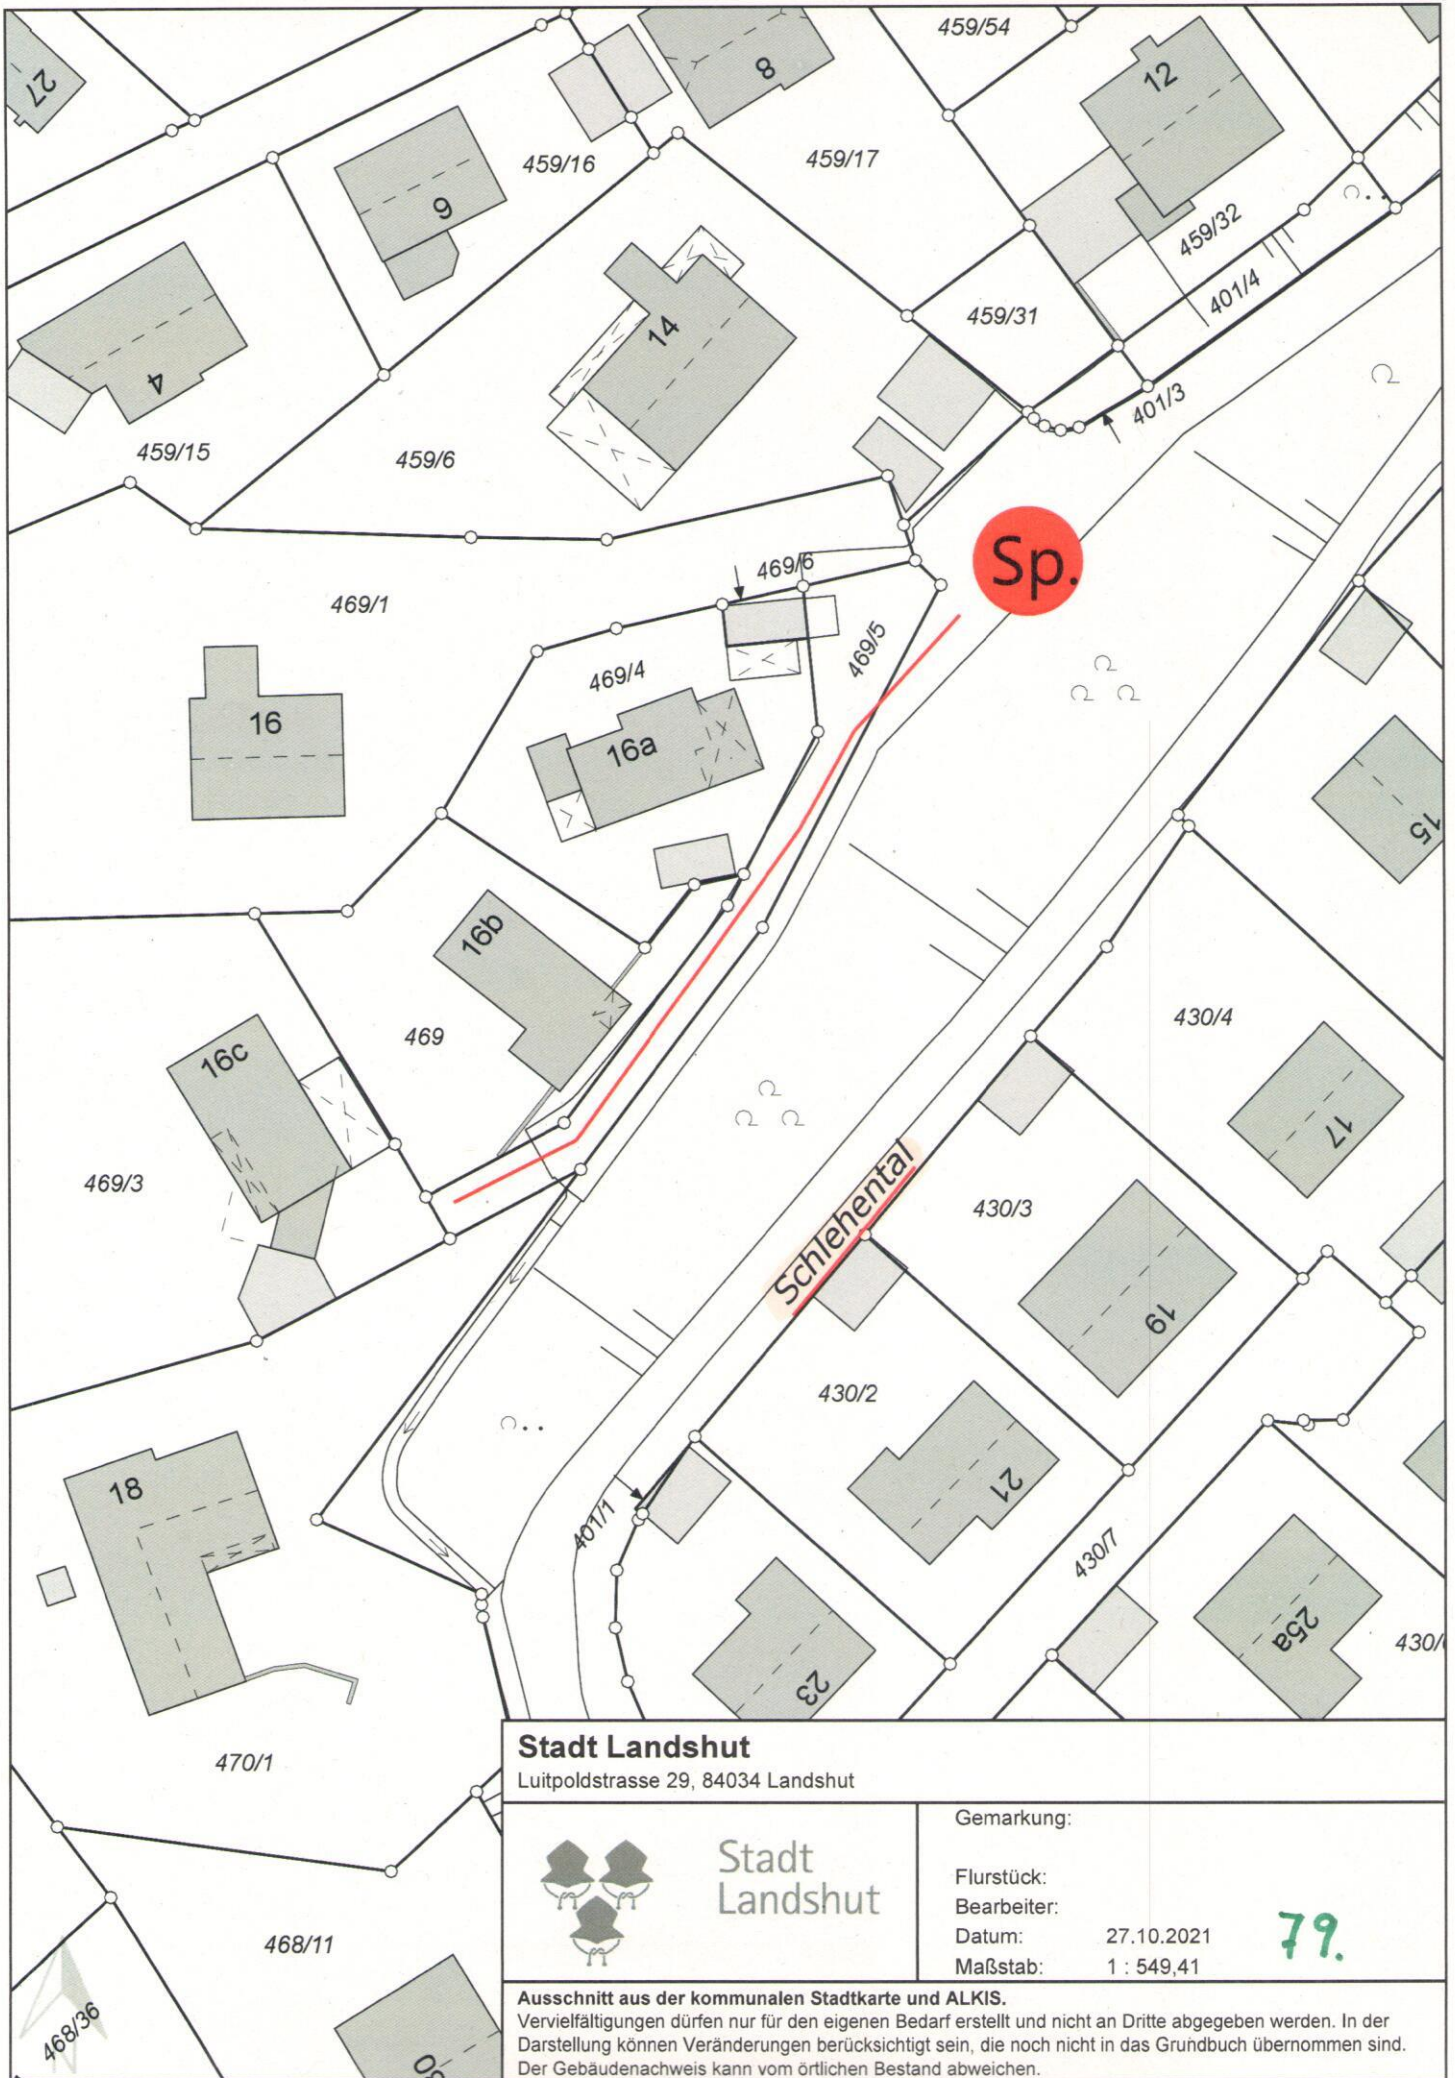 459/54
27
8
12
459/16
459/17
6
459/32
401/4
14
459/31
4
401/3
459/15
459/6
Sp.
469/6
469/1
469/5
469/4
16
16a
15
16b
430/4
469
16c
17
469/3
Schlehental
430/3
19
430/2
18
21
401/1
430/7
25a
23
470/1
468/11
468/36
Stadt Landshut
Luitpoldstrasse 29, 84034 Landshut
Stadt
Landshut
Gemarkung:
Flurstück:
Bearbeiter:
Datum: 27.10.2021
Maßstab: 1 : 549,41
79.
Ausschnitt aus der kommunalen Stadtkarte und ALKIS.
Vervielfältigungen dürfen nur für den eigenen Bedarf erstellt und nicht an Dritte abgegeben werden. In der
Darstellung können Veränderungen berücksichtigt sein, die noch nicht in das Grundbuch übernommen sind.
Der Gebäudenachweis kann vom örtlichen Bestand abweichen.